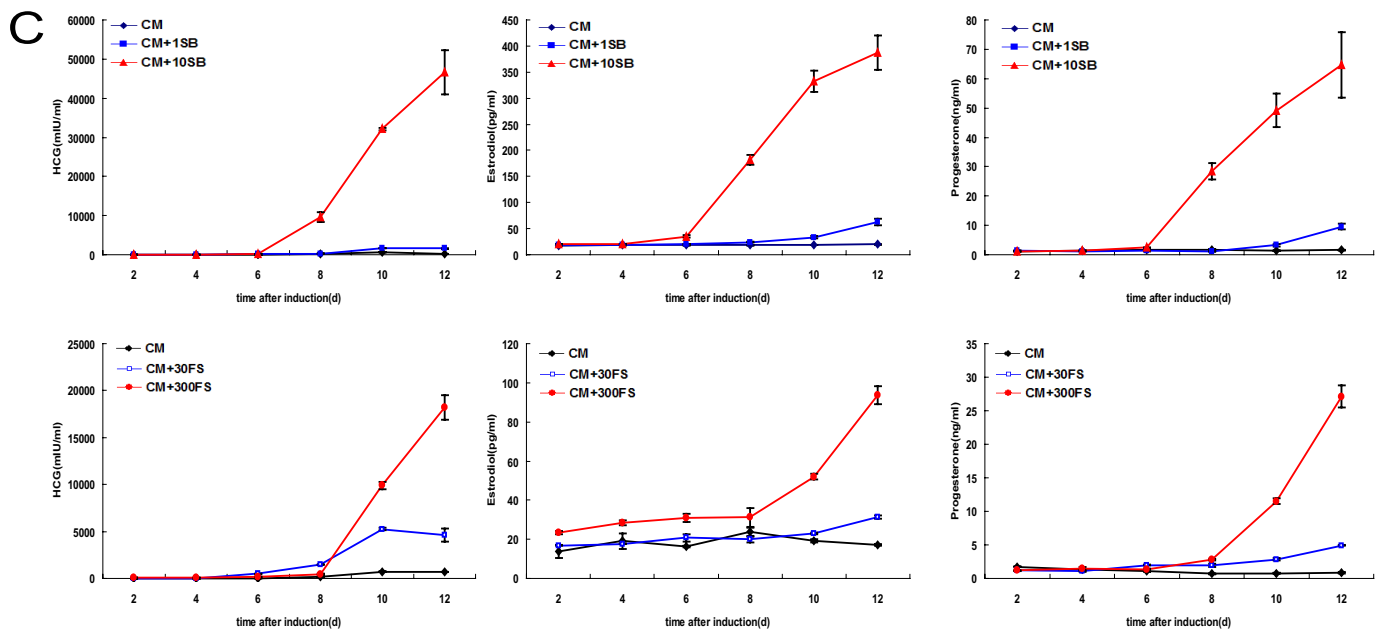 C
CM
CM+1SB
CM+10SB
HCG(mIU/ml)
60000
50000
40000
30000
20000
10000
0
2 4 6 8 10 12
time after induction(d)
CM
CM+1SB
CM+10SB
Estrodiol(pg/ml)
450
400
350
300
250
200
150
100
50
0
2 4 6 8 10 12
time after induction(d)
CM
CM+1SB
CM+10SB
Progesterone(ng/ml)
80
70
60
50
40
30
20
10
0
2 4 6 8 10 12
time after induction(d)
CM
CM+30FS
CM+300FS
HCG(mIU/ml)
25000
20000
15000
10000
5000
0
2 4 6 8 10 12
time after induction(d)
CM
CM+30FS
CM+300FS
Estrodiol(pg/ml)
120
100
80
60
40
20
0
2 4 6 8 10 12
time after induction(d)
CM
CM+30FS
CM+300FS
Progesterone(ng/ml)
35
30
25
20
15
10
5
0
2 4 6 8 10 12
time after induction(d)